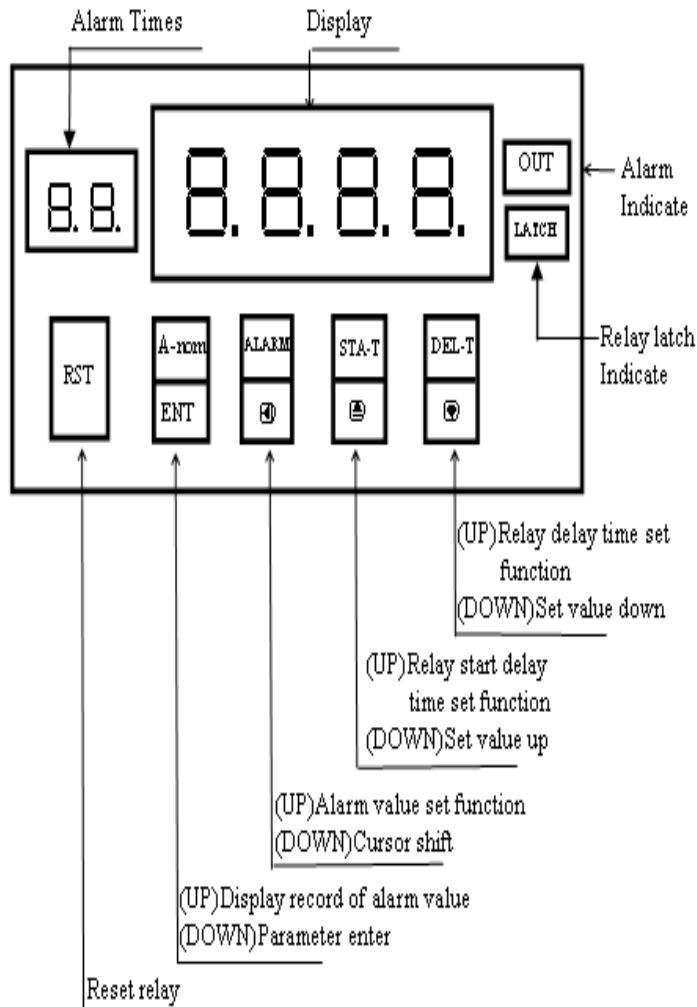 Alarm Times
Display
8.8.
8.8.8.8.
OUT
Alarm
Indicate
LATCH
Relay latch
Indicate
RST
A-nom
ENT
ALARM
STA-T
DEL-T
(UP)Relay delay time set
function
(DOWN)Set value down
(UP)Relay start delay
time set function
(DOWN)Set value up
(UP)Alarm value set function
(DOWN)Cursor shift
(UP)Display record of alarm value
(DOWN)Parameter enter
Reset relay